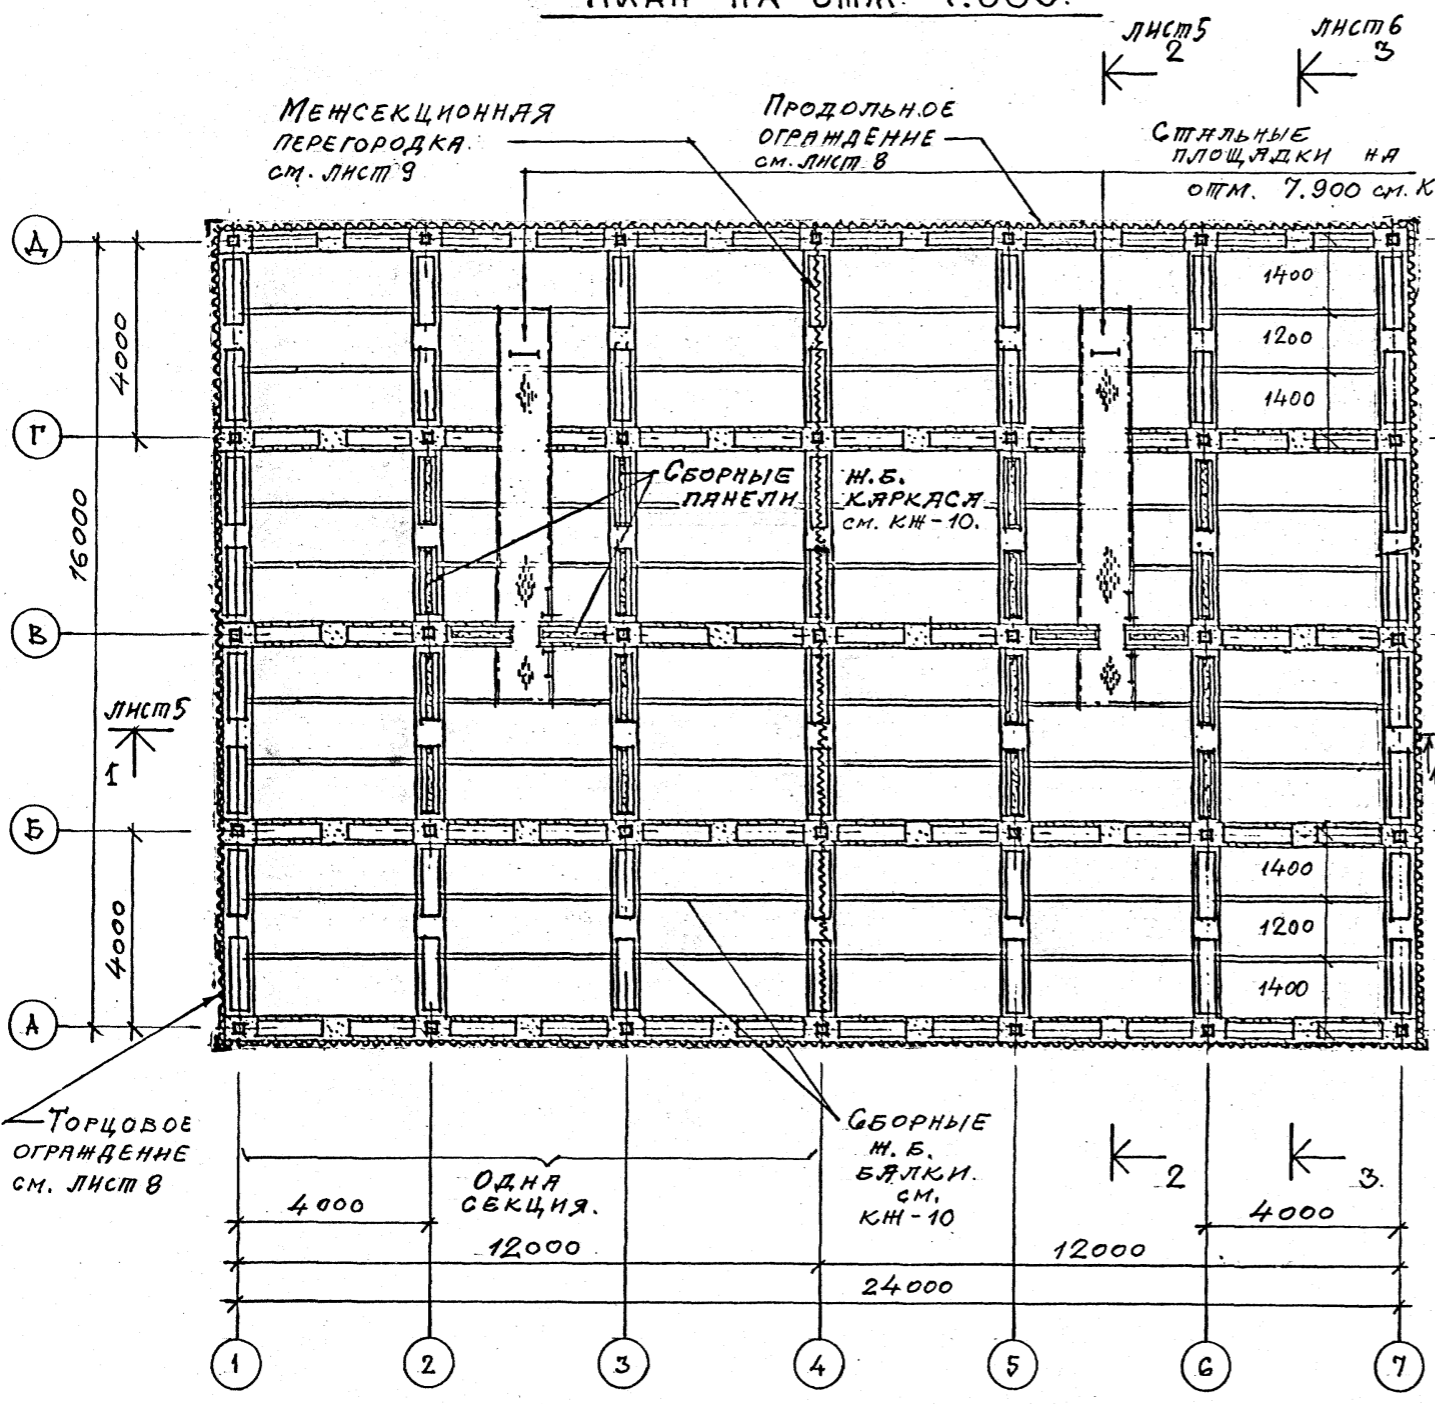 лист5
2
лист6
3
Межсекционная
перегородка.
см. лист 9
Продольное
ограждение
см. лист 8
Стальные
площадки на
отм. 7.900 см. К
Д
Г
В
Б
А
4000
16000
4000
1400
1200
1400
Сборные
панели
Ж.Б.
каркаса
см. КЖ-10.
лист5
1
1400
1200
1400
Торцовое
ограждение
см. лист 8
Одна
секция.
Сборные
Ж.Б.
балки.
см.
КЖ-10
2
3
4000
4000
12000
12000
24000
1
2
3
4
5
6
7